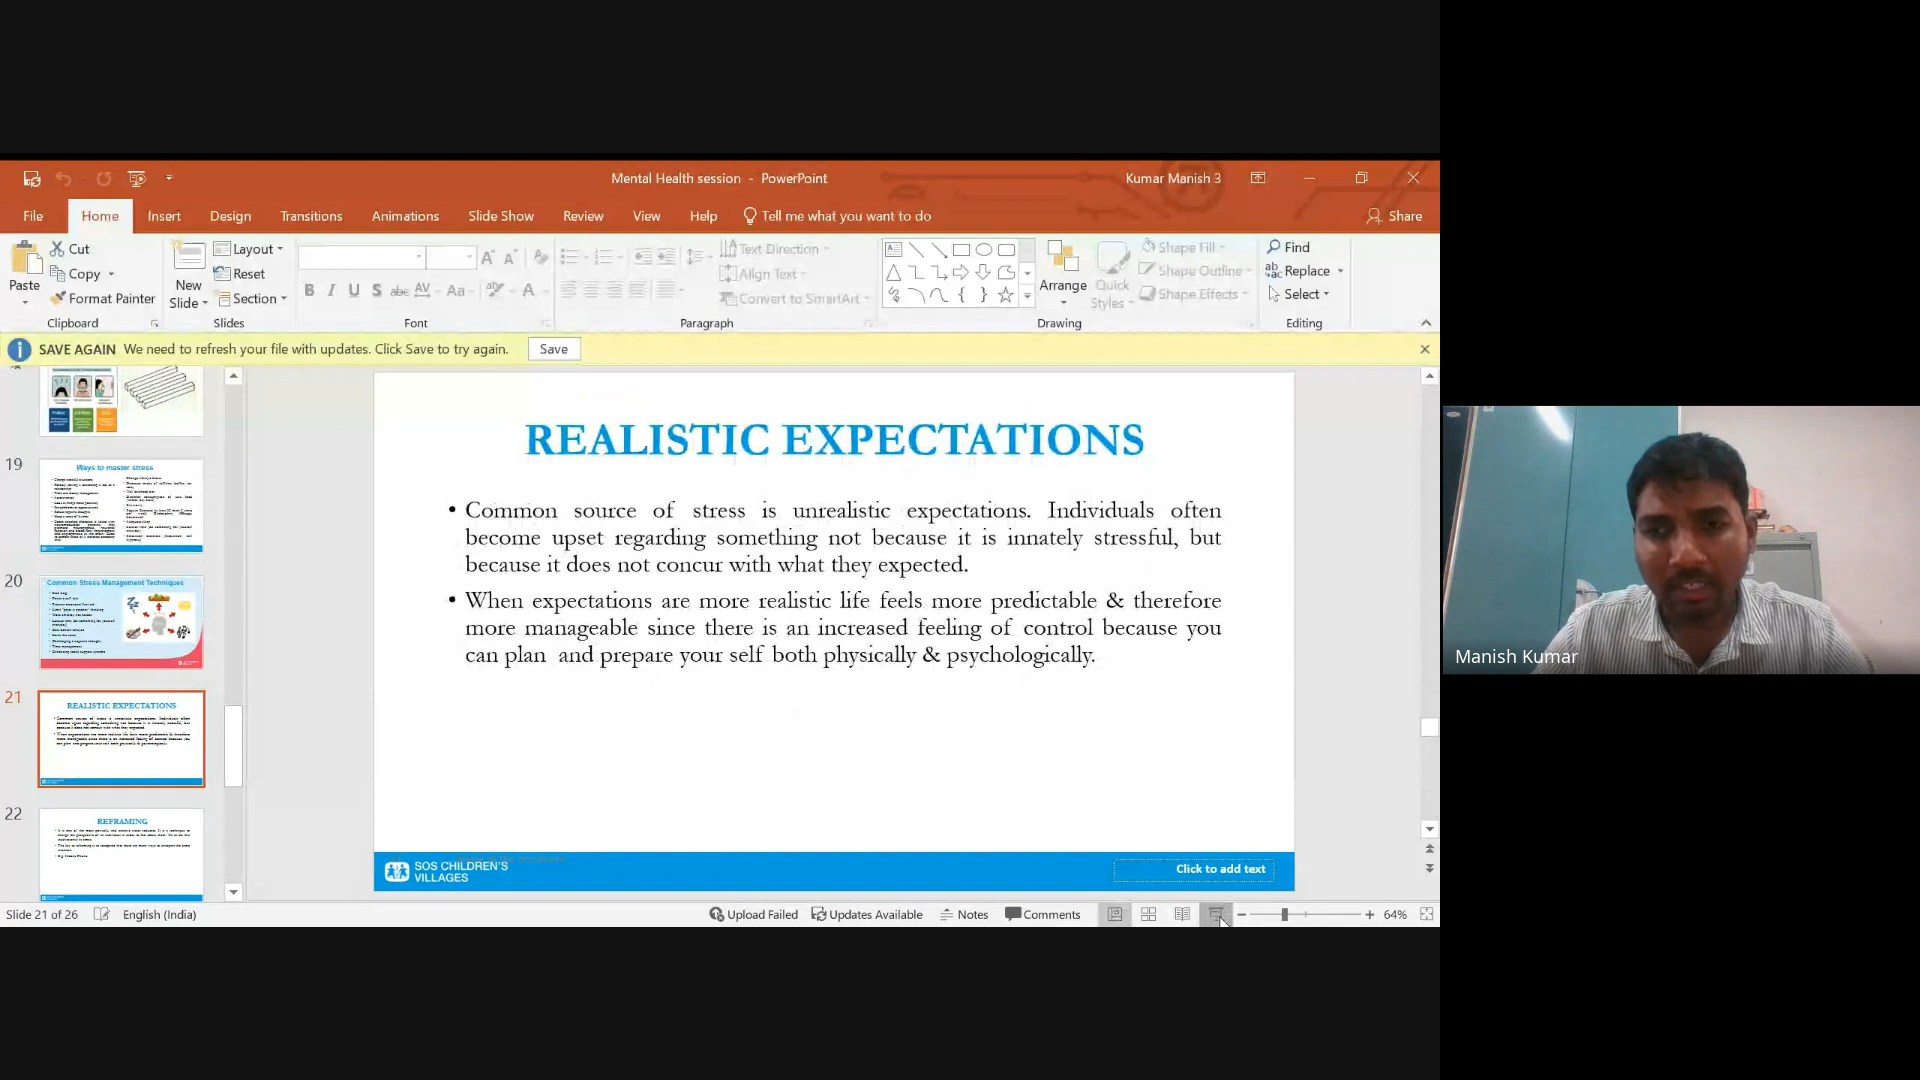 Mental Health session - PowerPoint
Kumar Manish 3
File Home Insert Design Transitions Animations Slide Show Review View Help Tell me what you want to do Share
Paste
Cut
Copy
Format Painter
Clipboard
New Slide
Layout
Reset
Section
Slides
B I U S abc AV Aa A
Font
Text Direction
Align Text
Convert to SmartArt
Paragraph
Arrange
Quick Styles
Shape Fill
Shape Outline
Shape Effects
Drawing
Find
Replace
Select
Editing
SAVE AGAIN We need to refresh your file with updates. Click Save to try again. Save
19
Ways to master stress
20
Common Stress Management Techniques
21
REALISTIC EXPECTATIONS
22
REFRAMING
REALISTIC EXPECTATIONS
• Common source of stress is unrealistic expectations. Individuals often
become upset regarding something not because it is innately stressful, but
because it does not concur with what they expected.
• When expectations are more realistic life feels more predictable & therefore
more manageable since there is an increased feeling of control because you
can plan and prepare your self both physically & psychologically.
SOS CHILDREN'S
VILLAGES
Click to add text
Slide 21 of 26 English (India) Upload Failed Updates Available Notes Comments 64%
Manish Kumar